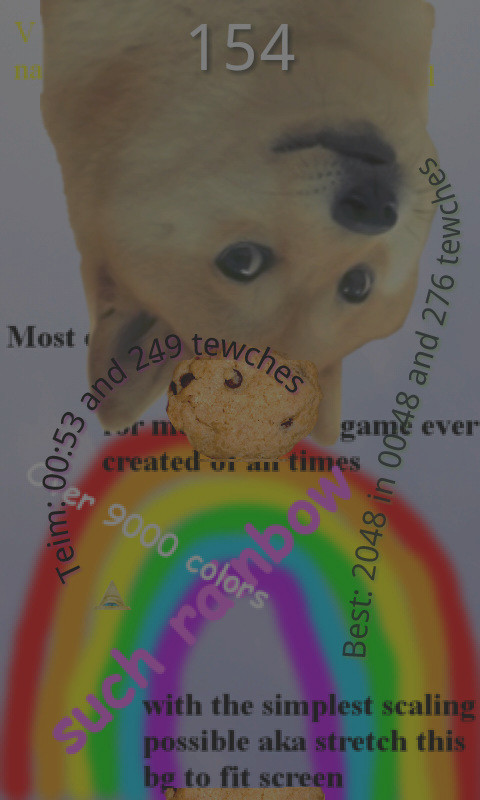 154
V
na
Most
Teim: 00:53 and 249 tewches
Best: 2048 in 00:48 and 276 tewches
for game ever
created of all times
over 9000 colors
such rainbow
with the simplest scaling
possible aka stretch this
bg to fit screen